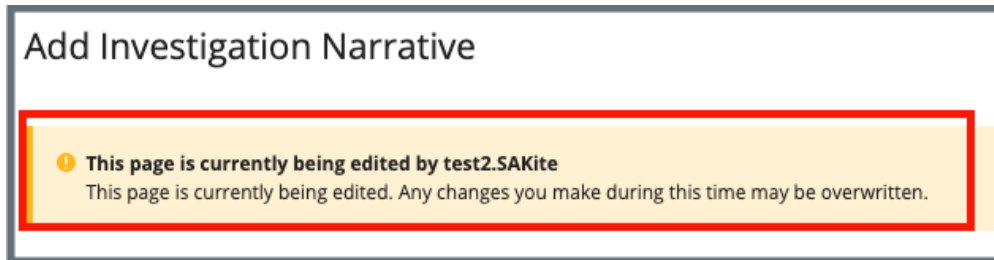 Add Investigation Narrative
This page is currently being edited by test2.SAKite
This page is currently being edited. Any changes you make during this time may be overwritten.